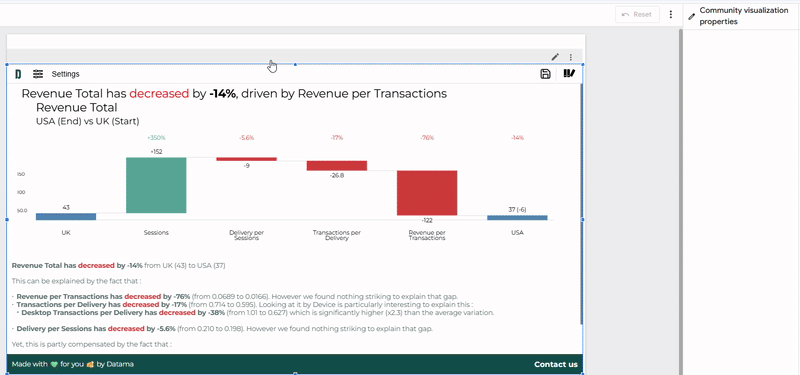 Reset
Community visualization
properties
Settings
Revenue Total has decreased by -14%, driven by Revenue per Transactions
Revenue Total
USA (End) vs UK (Start)
+350%
-5.6%
-17%
-76%
-14%
+152
-9
-26.8
150
100
50.0
43
-122
37 (-6)
UK
Sessions
Delivery per
Sessions
Transactions per
Delivery
Revenue per
Transactions
USA
Revenue Total has decreased by -14% from UK (43) to USA (37)
This can be explained by the fact that :
- Revenue per Transactions has decreased by -76% (from 0.0689 to 0.0166). However we found nothing striking to explain that gap.
- Transactions per Delivery has decreased by -17% (from 0.714 to 0.595). Looking at it by Device is particularly interesting to explain this :
- Desktop Transactions per Delivery has decreased by -38% (from 1.01 to 0.627) which is significantly higher (x2.3) than the average variation.
- Delivery per Sessions has decreased by -5.6% (from 0.210 to 0.198). However we found nothing striking to explain that gap.
Yet, this is partly compensated by the fact that :
Made with 💚 for you 🥰 by Datama
Contact us